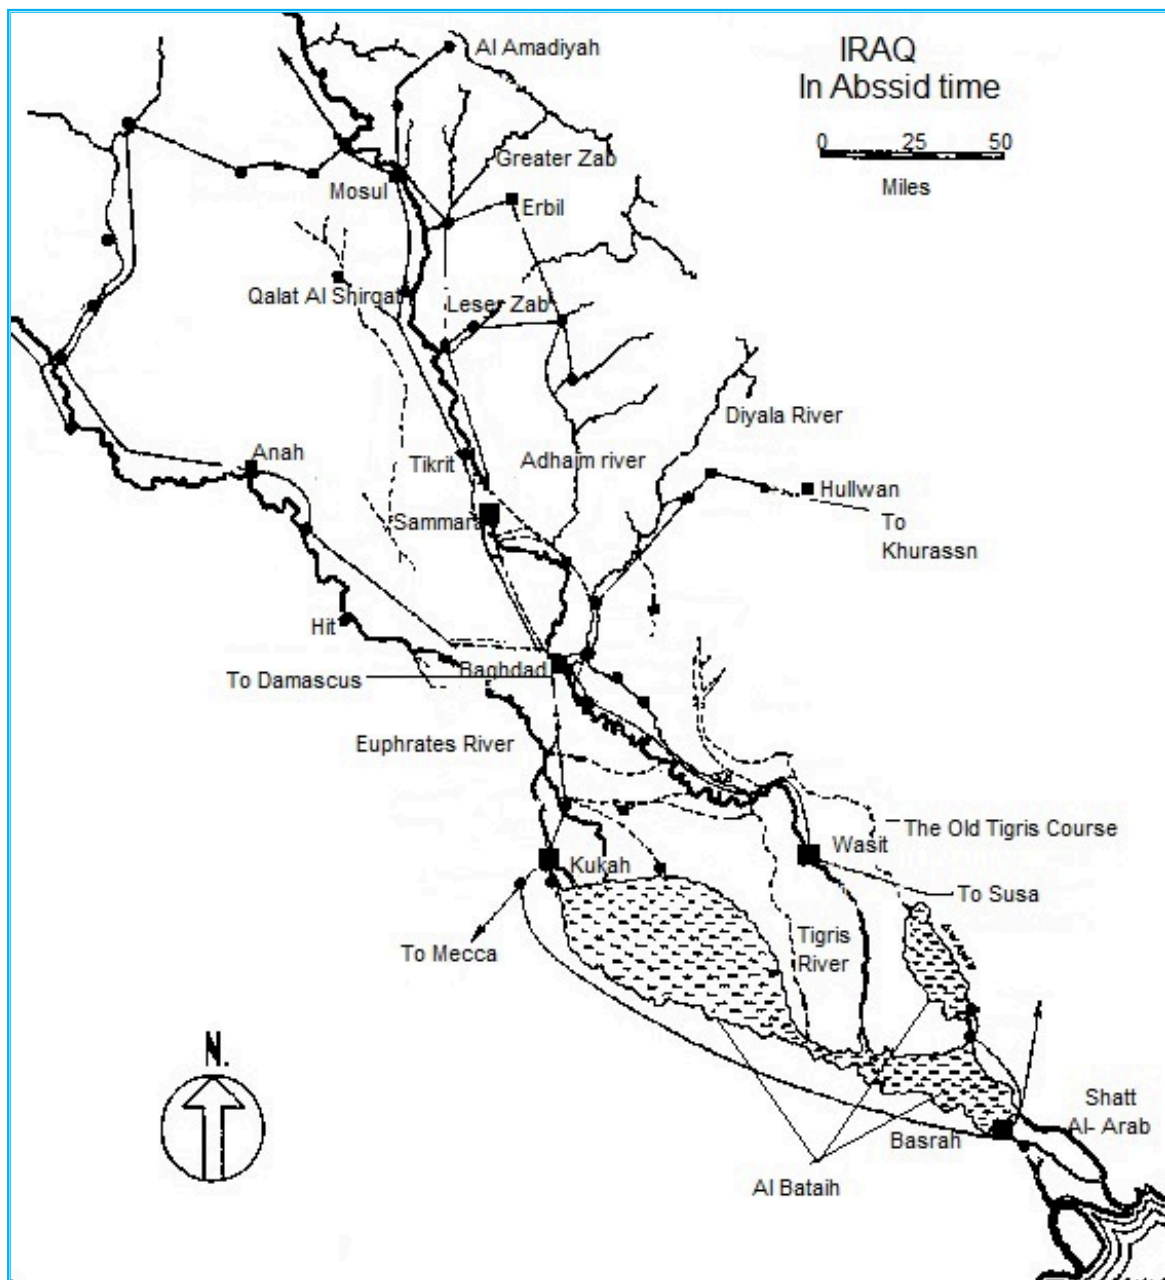 IRAQ
In Abssid time
0 25 50
Miles
Al Amadiyah
Greater Zab
Mosul
Erbil
Qalat Al Shirqat
Leser Zab
Diyala River
Anah
Tikrit
Adhaim river
Hullwan
Sammara
To
Khurassn
Hit
Baghdad
To Damascus
Euphrates River
The Old Tigris Course
Wasit
Kukah
To Susa
To Mecca
Tigris
River
N.
Shatt
Al- Arab
Basrah
Al Bataih